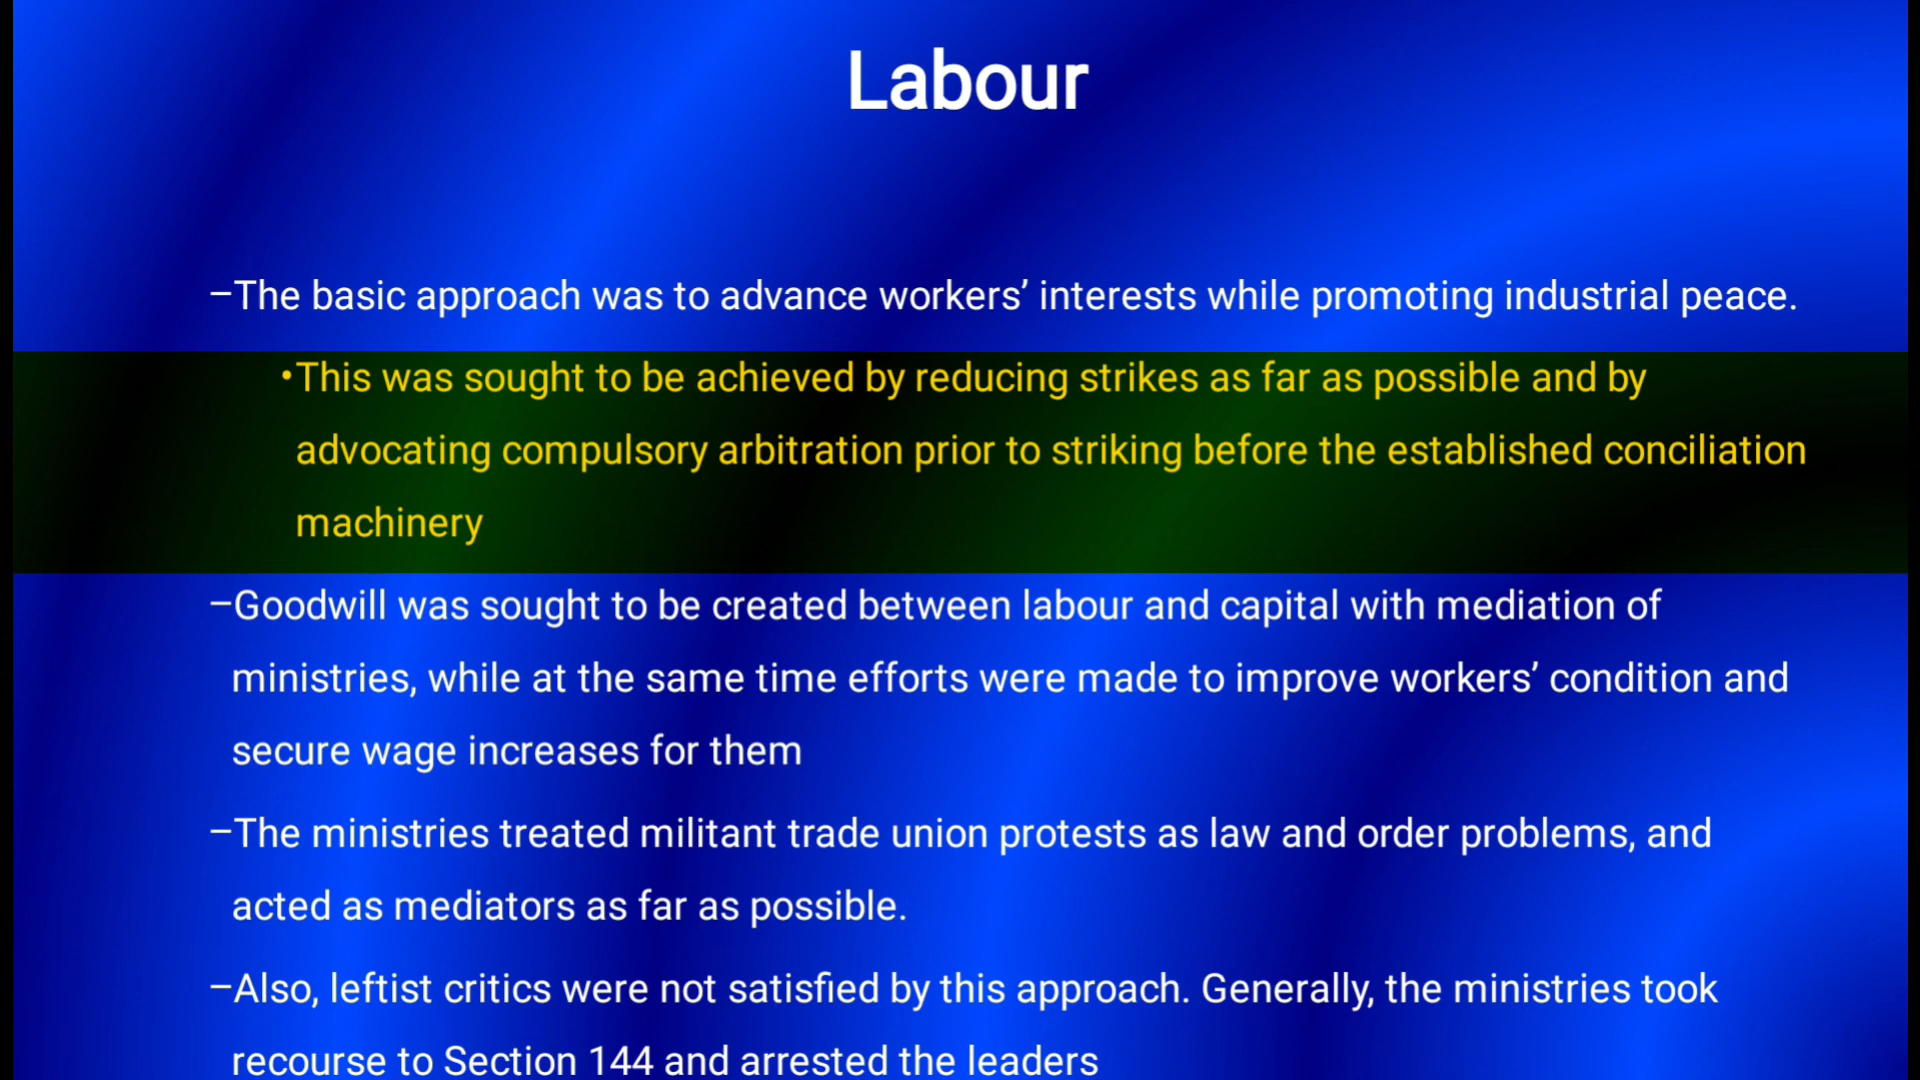 Labour
–The basic approach was to advance workers’ interests while promoting industrial peace.
•This was sought to be achieved by reducing strikes as far as possible and by
advocating compulsory arbitration prior to striking before the established conciliation
machinery
–Goodwill was sought to be created between labour and capital with mediation of
ministries, while at the same time efforts were made to improve workers’ condition and
secure wage increases for them
–The ministries treated militant trade union protests as law and order problems, and
acted as mediators as far as possible.
–Also, leftist critics were not satisfied by this approach. Generally, the ministries took
recourse to Section 144 and arrested the leaders